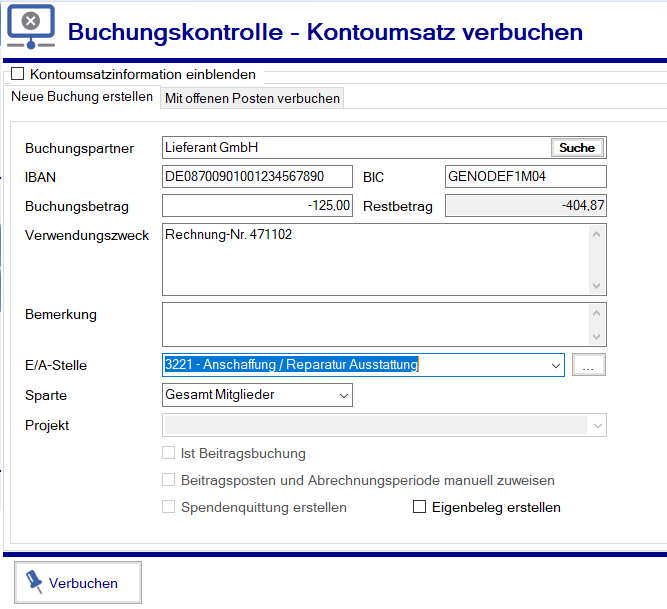 Buchungskontrolle - Kontoumsatz verbuchen
Kontoumsatzinformation einblenden
Neue Buchung erstellen Mit offenen Posten verbuchen
Buchungspartner Lieferant GmbH Suche
IBAN DE08700901001234567890 BIC GENODEF1M04
Buchungsbetrag -125,00 Restbetrag -404,87
Verwendungszweck Rechnung-Nr. 471102
Bemerkung
E/A-Stelle 3221 - Anschaffung / Reparatur Ausstattung ...
Sparte Gesamt Mitglieder
Projekt
Ist Beitragsbuchung
Beitragsposten und Abrechnungsperiode manuell zuweisen
Spendenquittung erstellen Eigenbeleg erstellen
Verbuchen